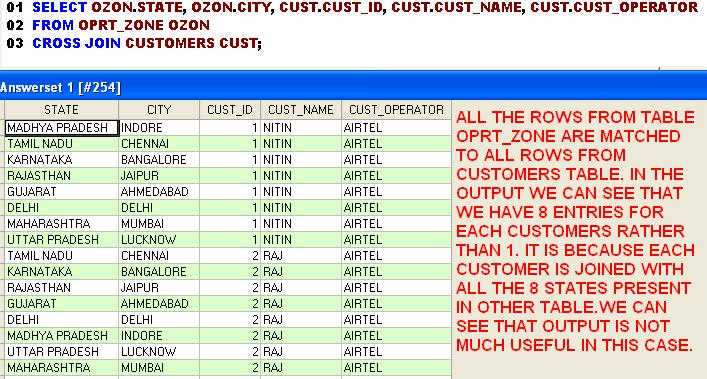 01 SELECT OZON.STATE, OZON.CITY, CUST.CUST_ID, CUST.CUST_NAME, CUST.CUST_OPERATOR
02 FROM OPRT_ZONE OZON
03 CROSS JOIN CUSTOMERS CUST;
Answerset 1 [#254]
STATE CITY CUST_ID CUST_NAME CUST_OPERATOR
MADHYA PRADESH INDORE 1 NITIN AIRTEL
TAMIL NADU CHENNAI 1 NITIN AIRTEL
KARNATAKA BANGALORE 1 NITIN AIRTEL
RAJASTHAN JAIPUR 1 NITIN AIRTEL
GUJARAT AHMEDABAD 1 NITIN AIRTEL
DELHI DELHI 1 NITIN AIRTEL
MAHARASHTRA MUMBAI 1 NITIN AIRTEL
UTTAR PRADESH LUCKNOW 1 NITIN AIRTEL
TAMIL NADU CHENNAI 2 RAJ AIRTEL
KARNATAKA BANGALORE 2 RAJ AIRTEL
RAJASTHAN JAIPUR 2 RAJ AIRTEL
GUJARAT AHMEDABAD 2 RAJ AIRTEL
DELHI DELHI 2 RAJ AIRTEL
MADHYA PRADESH INDORE 2 RAJ AIRTEL
UTTAR PRADESH LUCKNOW 2 RAJ AIRTEL
MAHARASHTRA MUMBAI 2 RAJ AIRTEL
ALL THE ROWS FROM TABLE
OPRT_ZONE ARE MATCHED
TO ALL ROWS FROM
CUSTOMERS TABLE. IN THE
OUTPUT WE CAN SEE THAT
WE HAVE 8 ENTRIES FOR
EACH CUSTOMERS RATHER
THAN 1. IT IS BECAUSE EACH
CUSTOMER IS JOINED WITH
ALL THE 8 STATES PRESENT
IN OTHER TABLE.WE CAN
SEE THAT OUTPUT IS NOT
MUCH USEFUL IN THIS CASE.